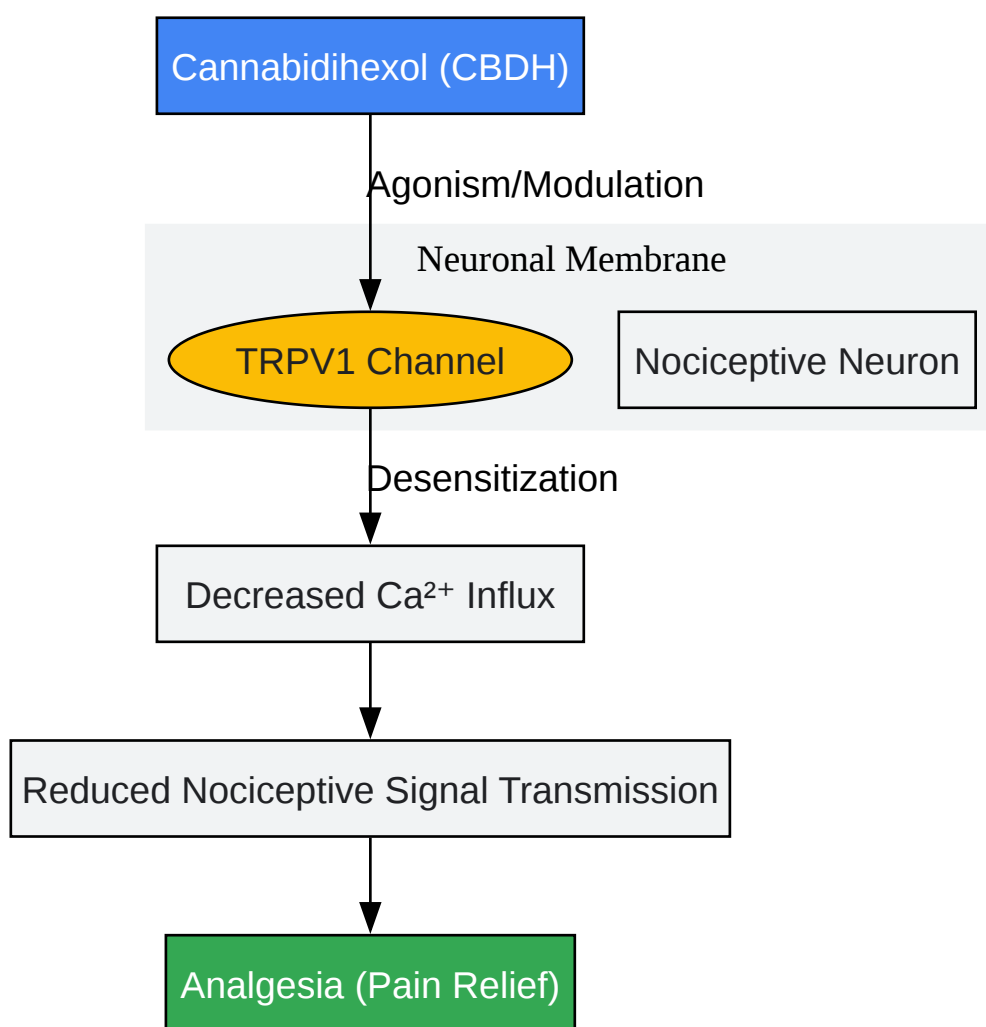 Cannabidihexol (CBDH)
Agonism/Modulation
Neuronal Membrane
TRPV1 Channel
Nociceptive Neuron
Desensitization
Decreased Ca²⁺ Influx
Reduced Nociceptive Signal Transmission
Analgesia (Pain Relief)